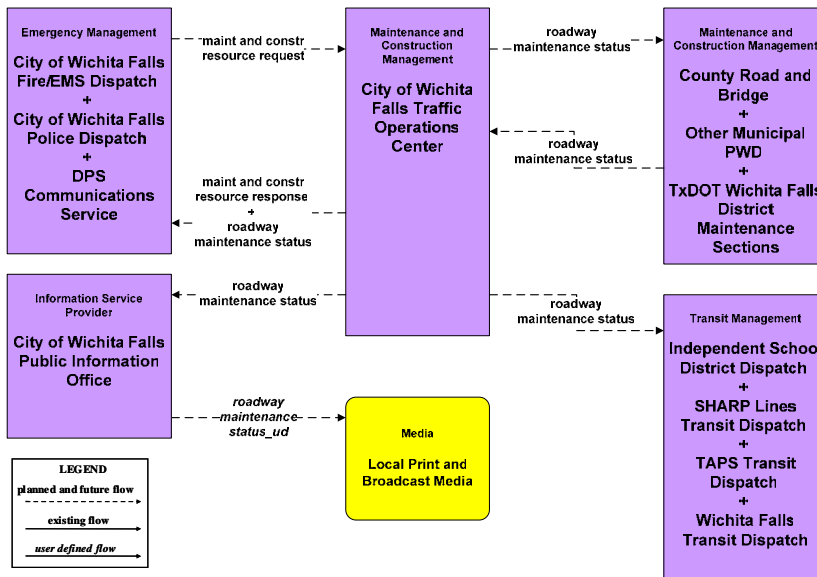 Emergency Management
City of Wichita Falls
Fire/EMS Dispatch
+
City of Wichita Falls
Police Dispatch
+
DPS
Communications
Service
maint and constr
resource request
maint and constr
resource response
+
roadway
maintenance status
Maintenance and
Construction
Management
City of Wichita
Falls Traffic
Operations
Center
roadway
maintenance status
roadway
maintenance status
Maintenance and
Construction Management
County Road and
Bridge
+
Other Municipal
PWD
+
TxDOT Wichita Falls
District
Maintenance
Sections
Information Service
Provider
City of Wichita Falls
Public Information
Office
roadway
maintenance status
roadway
maintenance status
Transit Management
Independent School
District Dispatch
+
SHARP Lines
Transit Dispatch
+
TAPS Transit
Dispatch
+
Wichita Falls
Transit Dispatch
roadway
maintenance
status_ud
Media
Local Print and
Broadcast Media
LEGEND
planned and future flow
existing flow
user defined flow